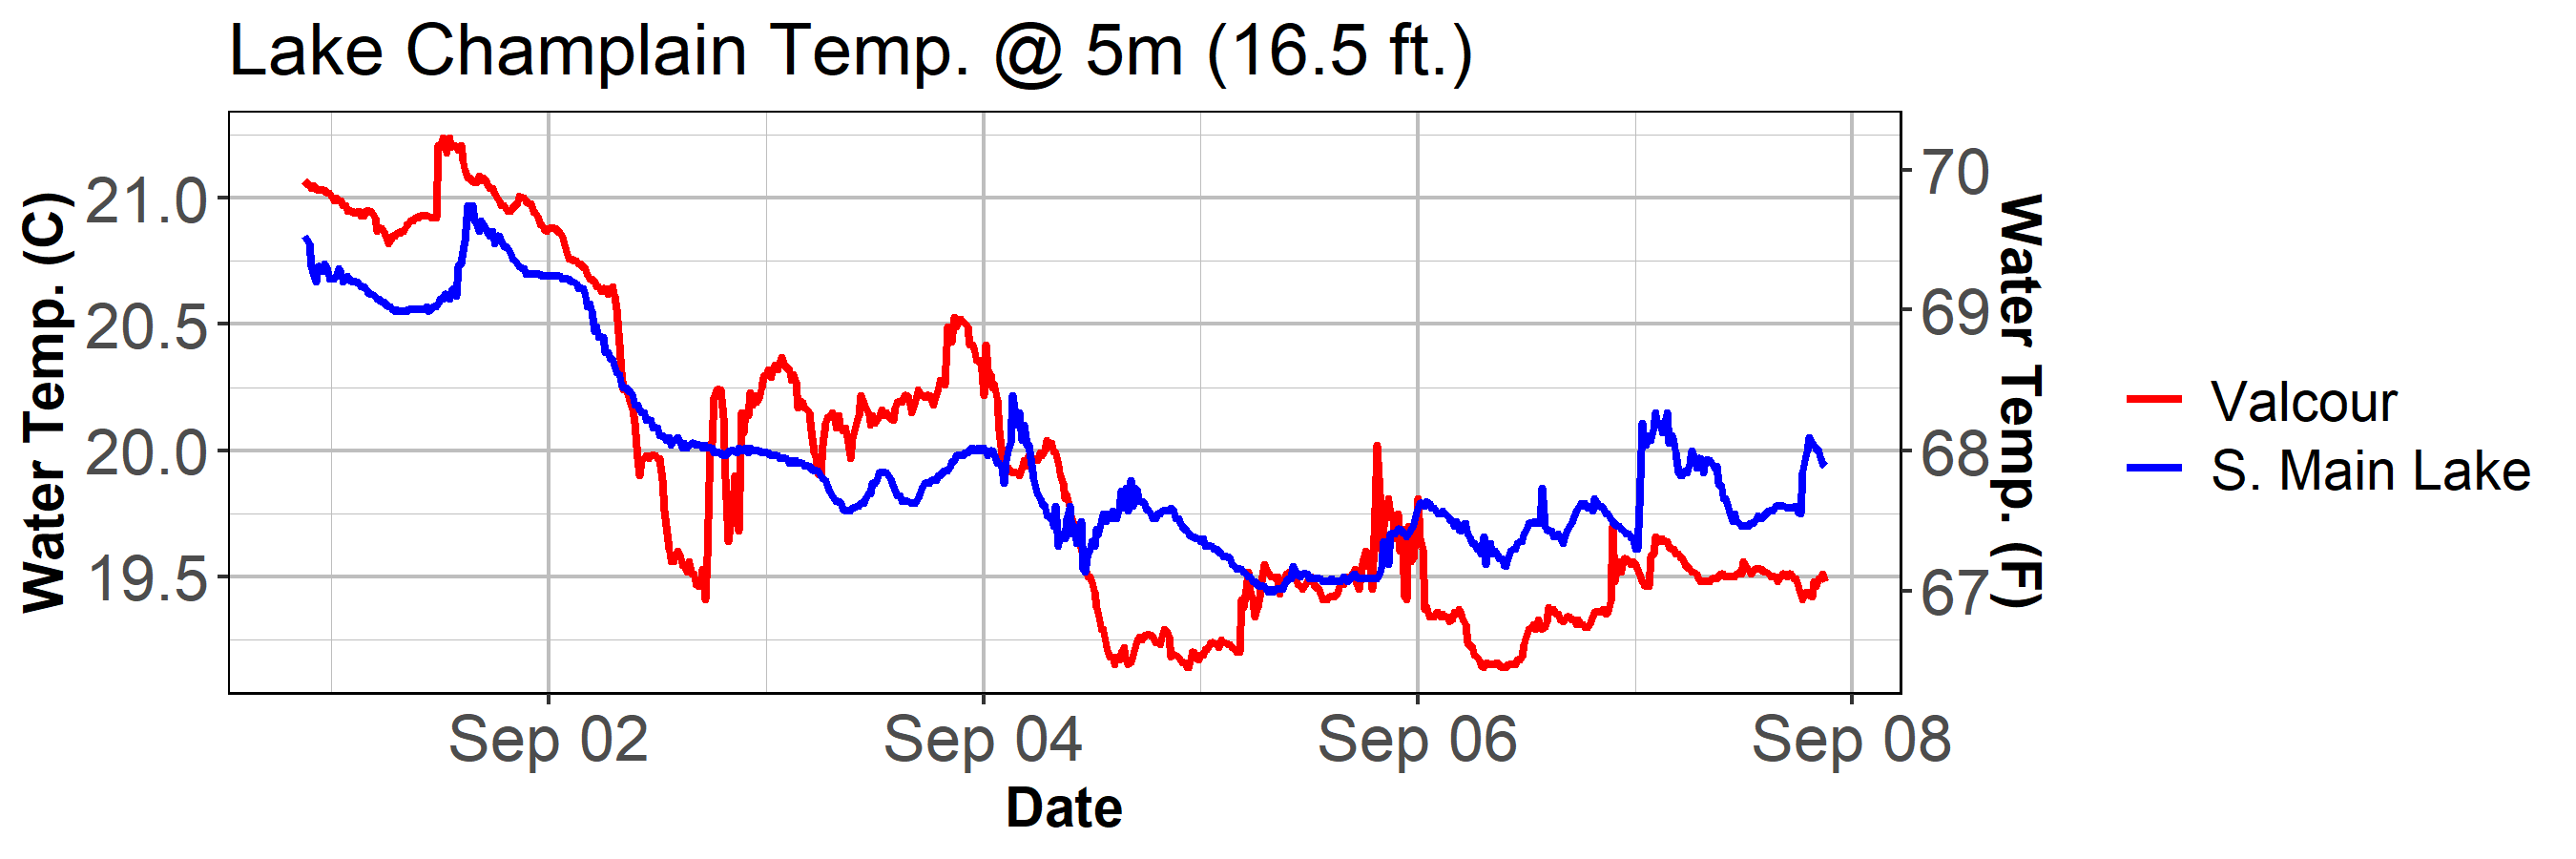 Lake Champlain Temp. @ 5m (16.5 ft.)
Water Temp. (C)
21.0
20.5
20.0
19.5
70
69
68
67
Water Temp. (F)
Sep 02
Sep 04
Sep 06
Sep 08
Date
Valcour
S. Main Lake